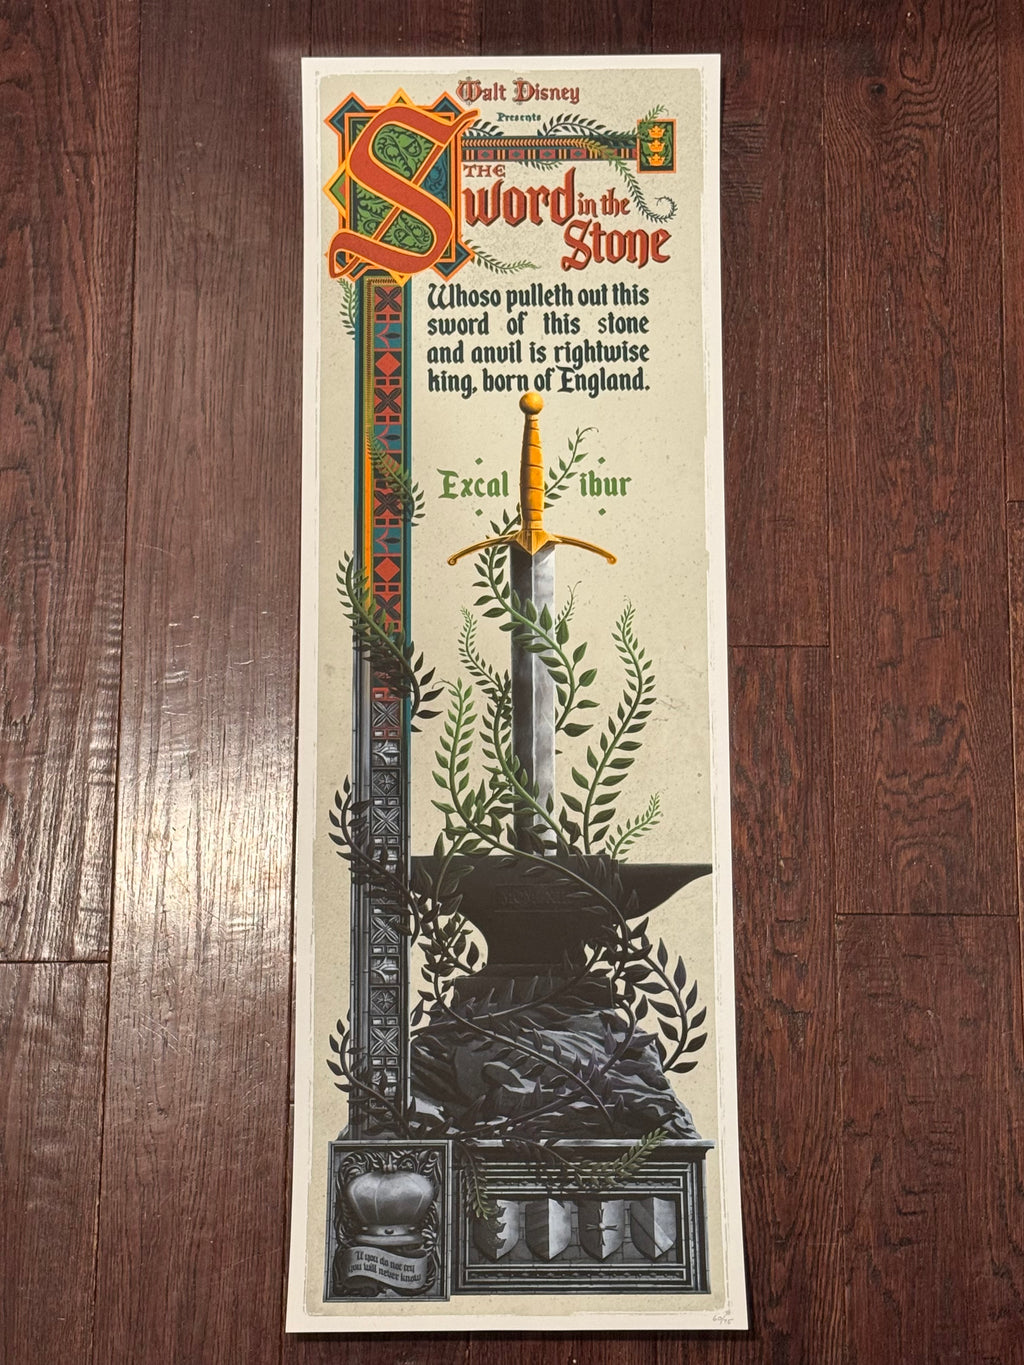 Walt Disney
Presents
THE
Sword in the
Stone
Whoso pulleth out this
sword of this stone
and anvil is rightwise
king, born of England.
Excal ibur
If you do not try
you will never know